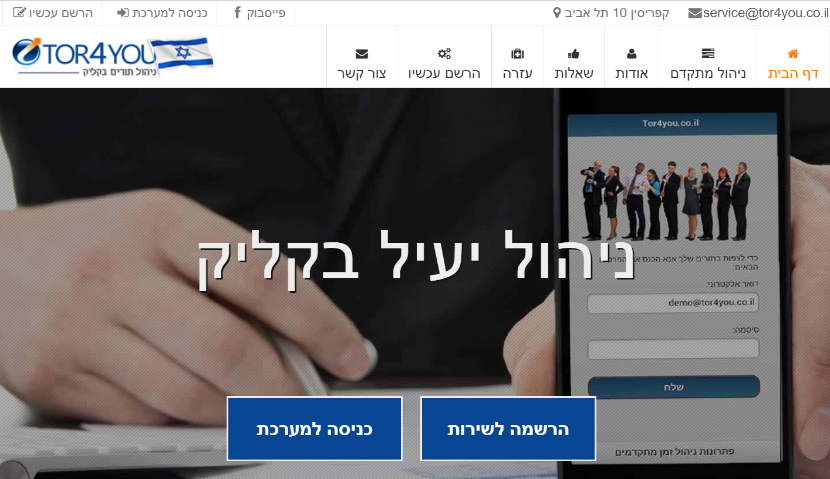 service@tor4you.co.il
קפריסין 10 תל אביב
פייסבוק
כניסה למערכת
הרשם עכשיו
דף הבית
ניהול מתקדם
אודות
שאלות
עזרה
הרשם עכשיו
צור קשר
TOR4YOU
ניהול תורים בקליק
Tor4you.co.il
ניהול יעיל בקליק
כדי לצפות בתורים שלך אנא הכנס את
הבאים:
דואר אלקטרוני:
demo@tor4you.co.il
סיסמה:
שלח
הרשמה לשירות
כניסה למערכת
פתרונות ניהול זמן מתקדמים